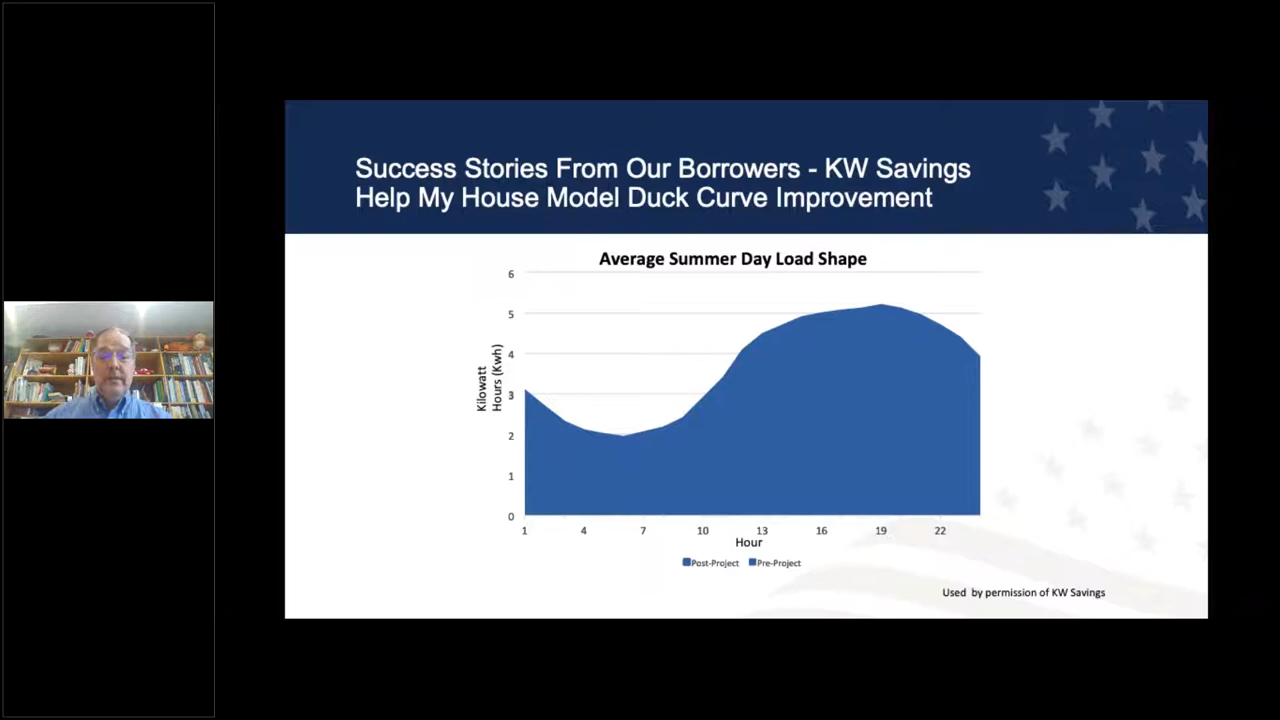 Success Stories From Our Borrowers - KW Savings
Help My House Model Duck Curve Improvement
Average Summer Day Load Shape
6
5
4
3
2
1
0
Kilowatt
Hours (Kwh)
1 4 7 10 13 16 19 22
Hour
Post-Project Pre-Project
Used by permission of KW Savings